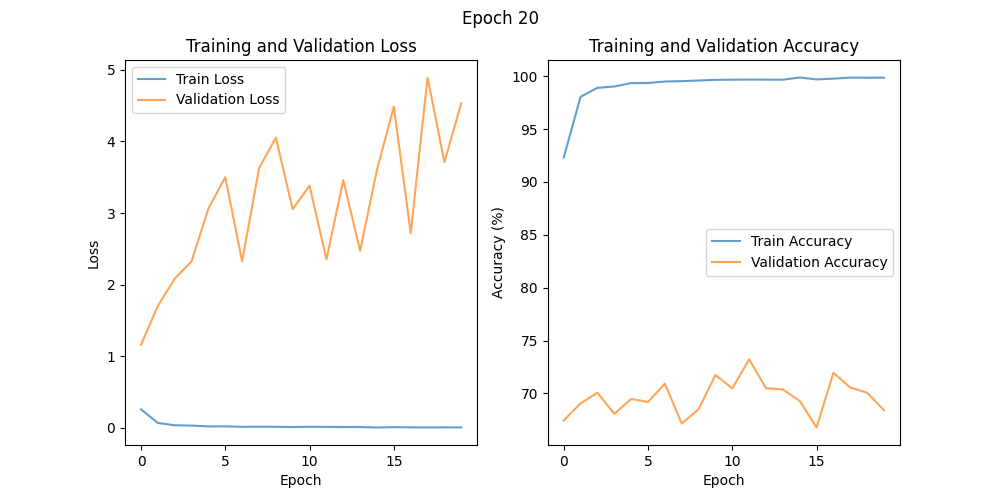 Epoch 20
Training and Validation Loss
Train Loss
Validation Loss
5
4
3
2
1
0
Loss
0
5
10
15
Epoch
Training and Validation Accuracy
100
95
90
85
80
75
70
Accuracy (%)
Train Accuracy
Validation Accuracy
0
5
10
15
Epoch